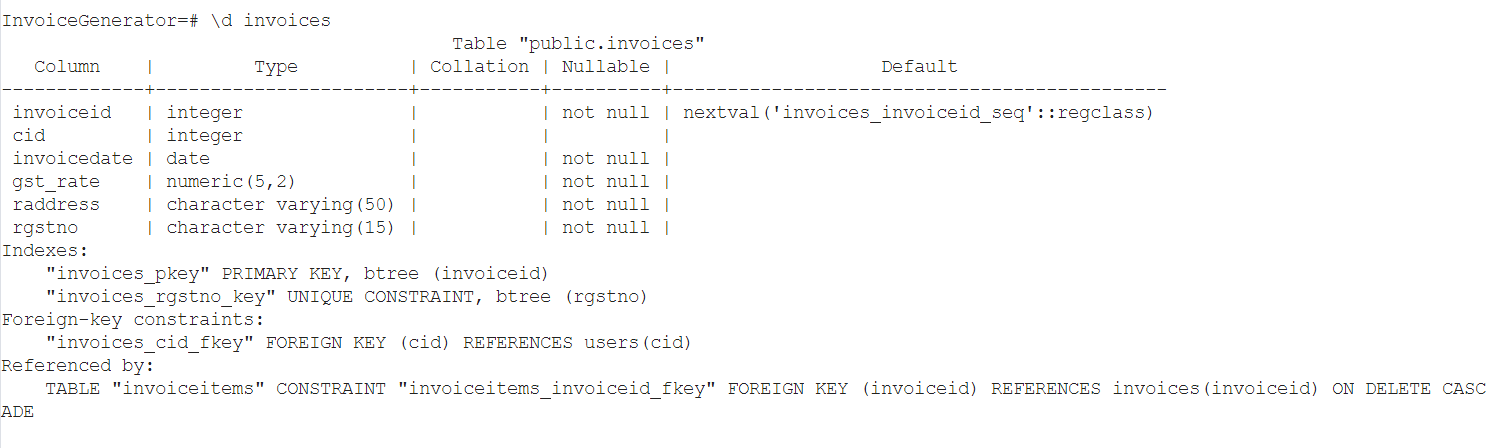 InvoiceGenerator=# \d invoices
                                         Table "public.invoices"
   Column    |         Type          | Collation | Nullable |                   Default
-------------+-----------------------+-----------+----------+---------------------------------------------
 invoiceid   | integer               |           | not null | nextval('invoices_invoiceid_seq'::regclass)
 cid         | integer               |           |          |
 invoicedate | date                  |           | not null |
 gst_rate    | numeric(5,2)          |           | not null |
 raddress    | character varying(50) |           | not null |
 rgstno      | character varying(15) |           | not null |
Indexes:
    "invoices_pkey" PRIMARY KEY, btree (invoiceid)
    "invoices_rgstno_key" UNIQUE CONSTRAINT, btree (rgstno)
Foreign-key constraints:
    "invoices_cid_fkey" FOREIGN KEY (cid) REFERENCES users(cid)
Referenced by:
    TABLE "invoiceitems" CONSTRAINT "invoiceitems_invoiceid_fkey" FOREIGN KEY (invoiceid) REFERENCES invoices(invoiceid) ON DELETE CASC
ADE